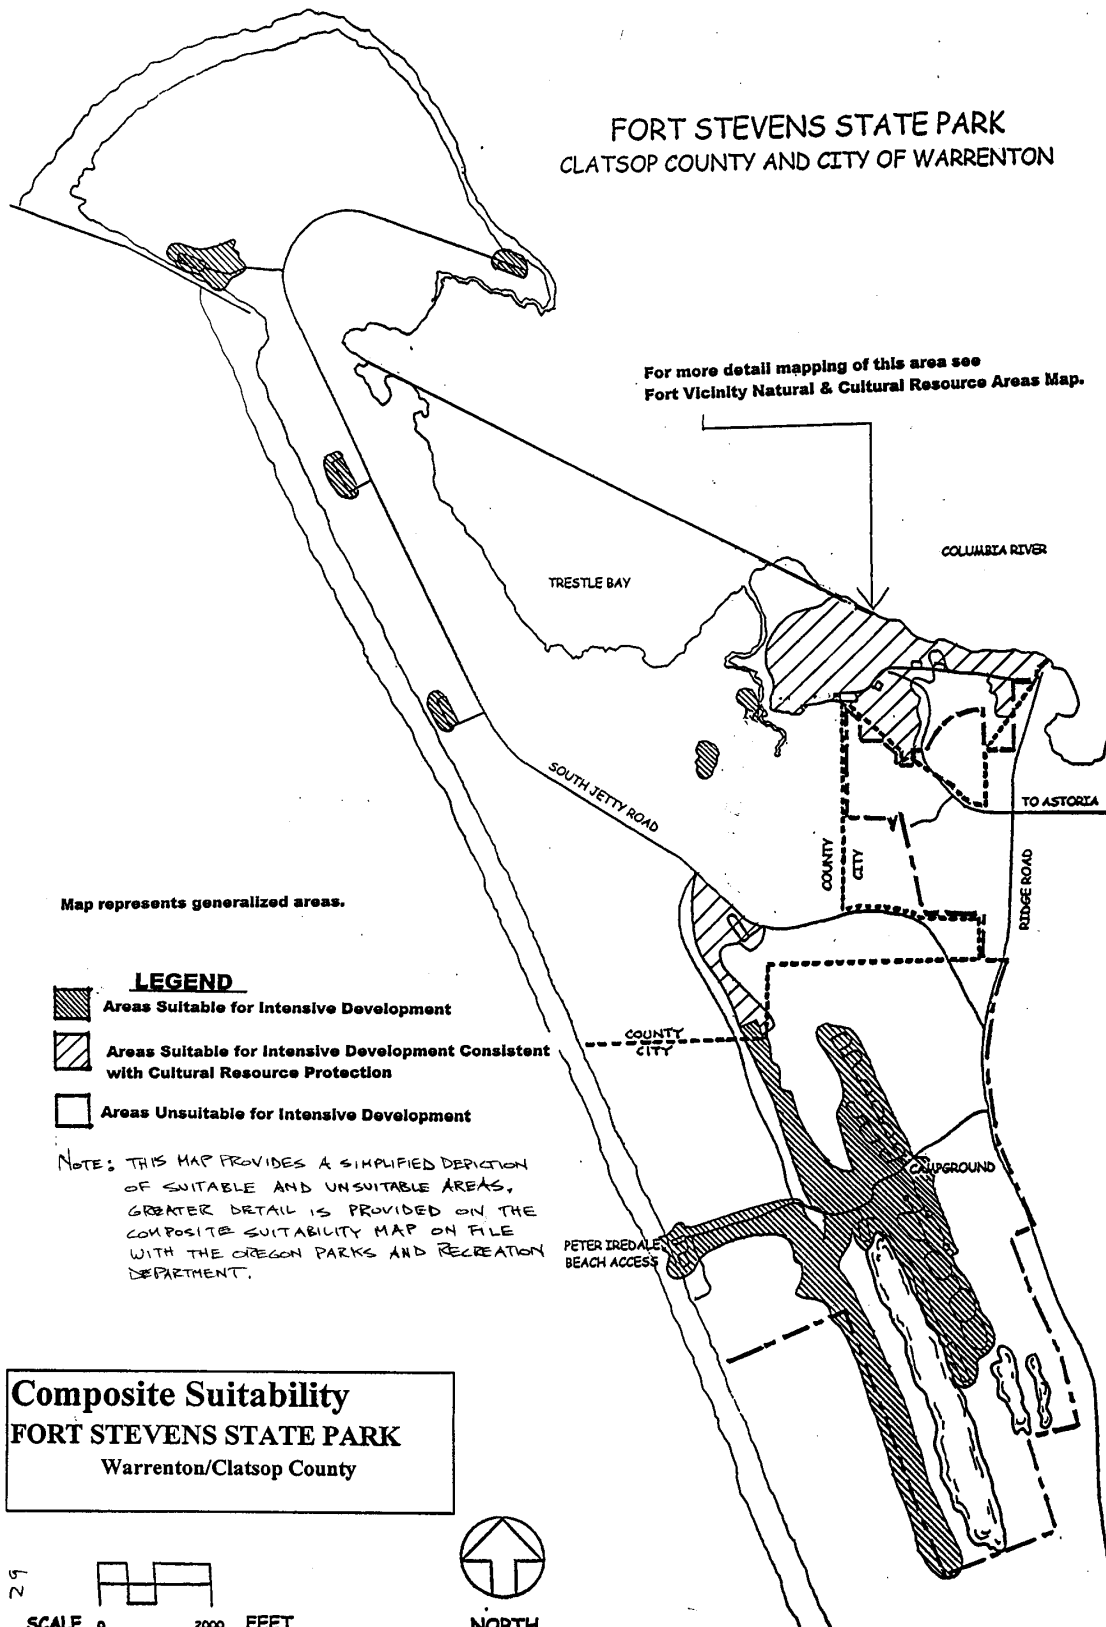 FORT STEVENS STATE PARK
CLATSOP COUNTY AND CITY OF WARRENTON
For more detail mapping of this area see
Fort Vicinity Natural & Cultural Resource Areas Map.
COLUMBIA RIVER
TRESTLE BAY
SOUTH JETTY ROAD
TO ASTORIA
COUNTY
CITY
RIDGE ROAD
Map represents generalized areas.
LEGEND
Areas Suitable for Intensive Development
Areas Suitable for Intensive Development Consistent
with Cultural Resource Protection
Areas Unsuitable for Intensive Development
COUNTY
CITY
CAMPGROUND
NOTE: THIS MAP PROVIDES A SIMPLIFIED DEPICTION
OF SUITABLE AND UNSUITABLE AREAS.
GREATER DETAIL IS PROVIDED ON THE
COMPOSITE SUITABILITY MAP ON FILE
WITH THE OREGON PARKS AND RECREATION
DEPARTMENT.
PETER IREDALE
BEACH ACCESS
Composite Suitability
FORT STEVENS STATE PARK
Warrenton/Clatsop County
29
SCALE 0 2000 FEET
NORTH